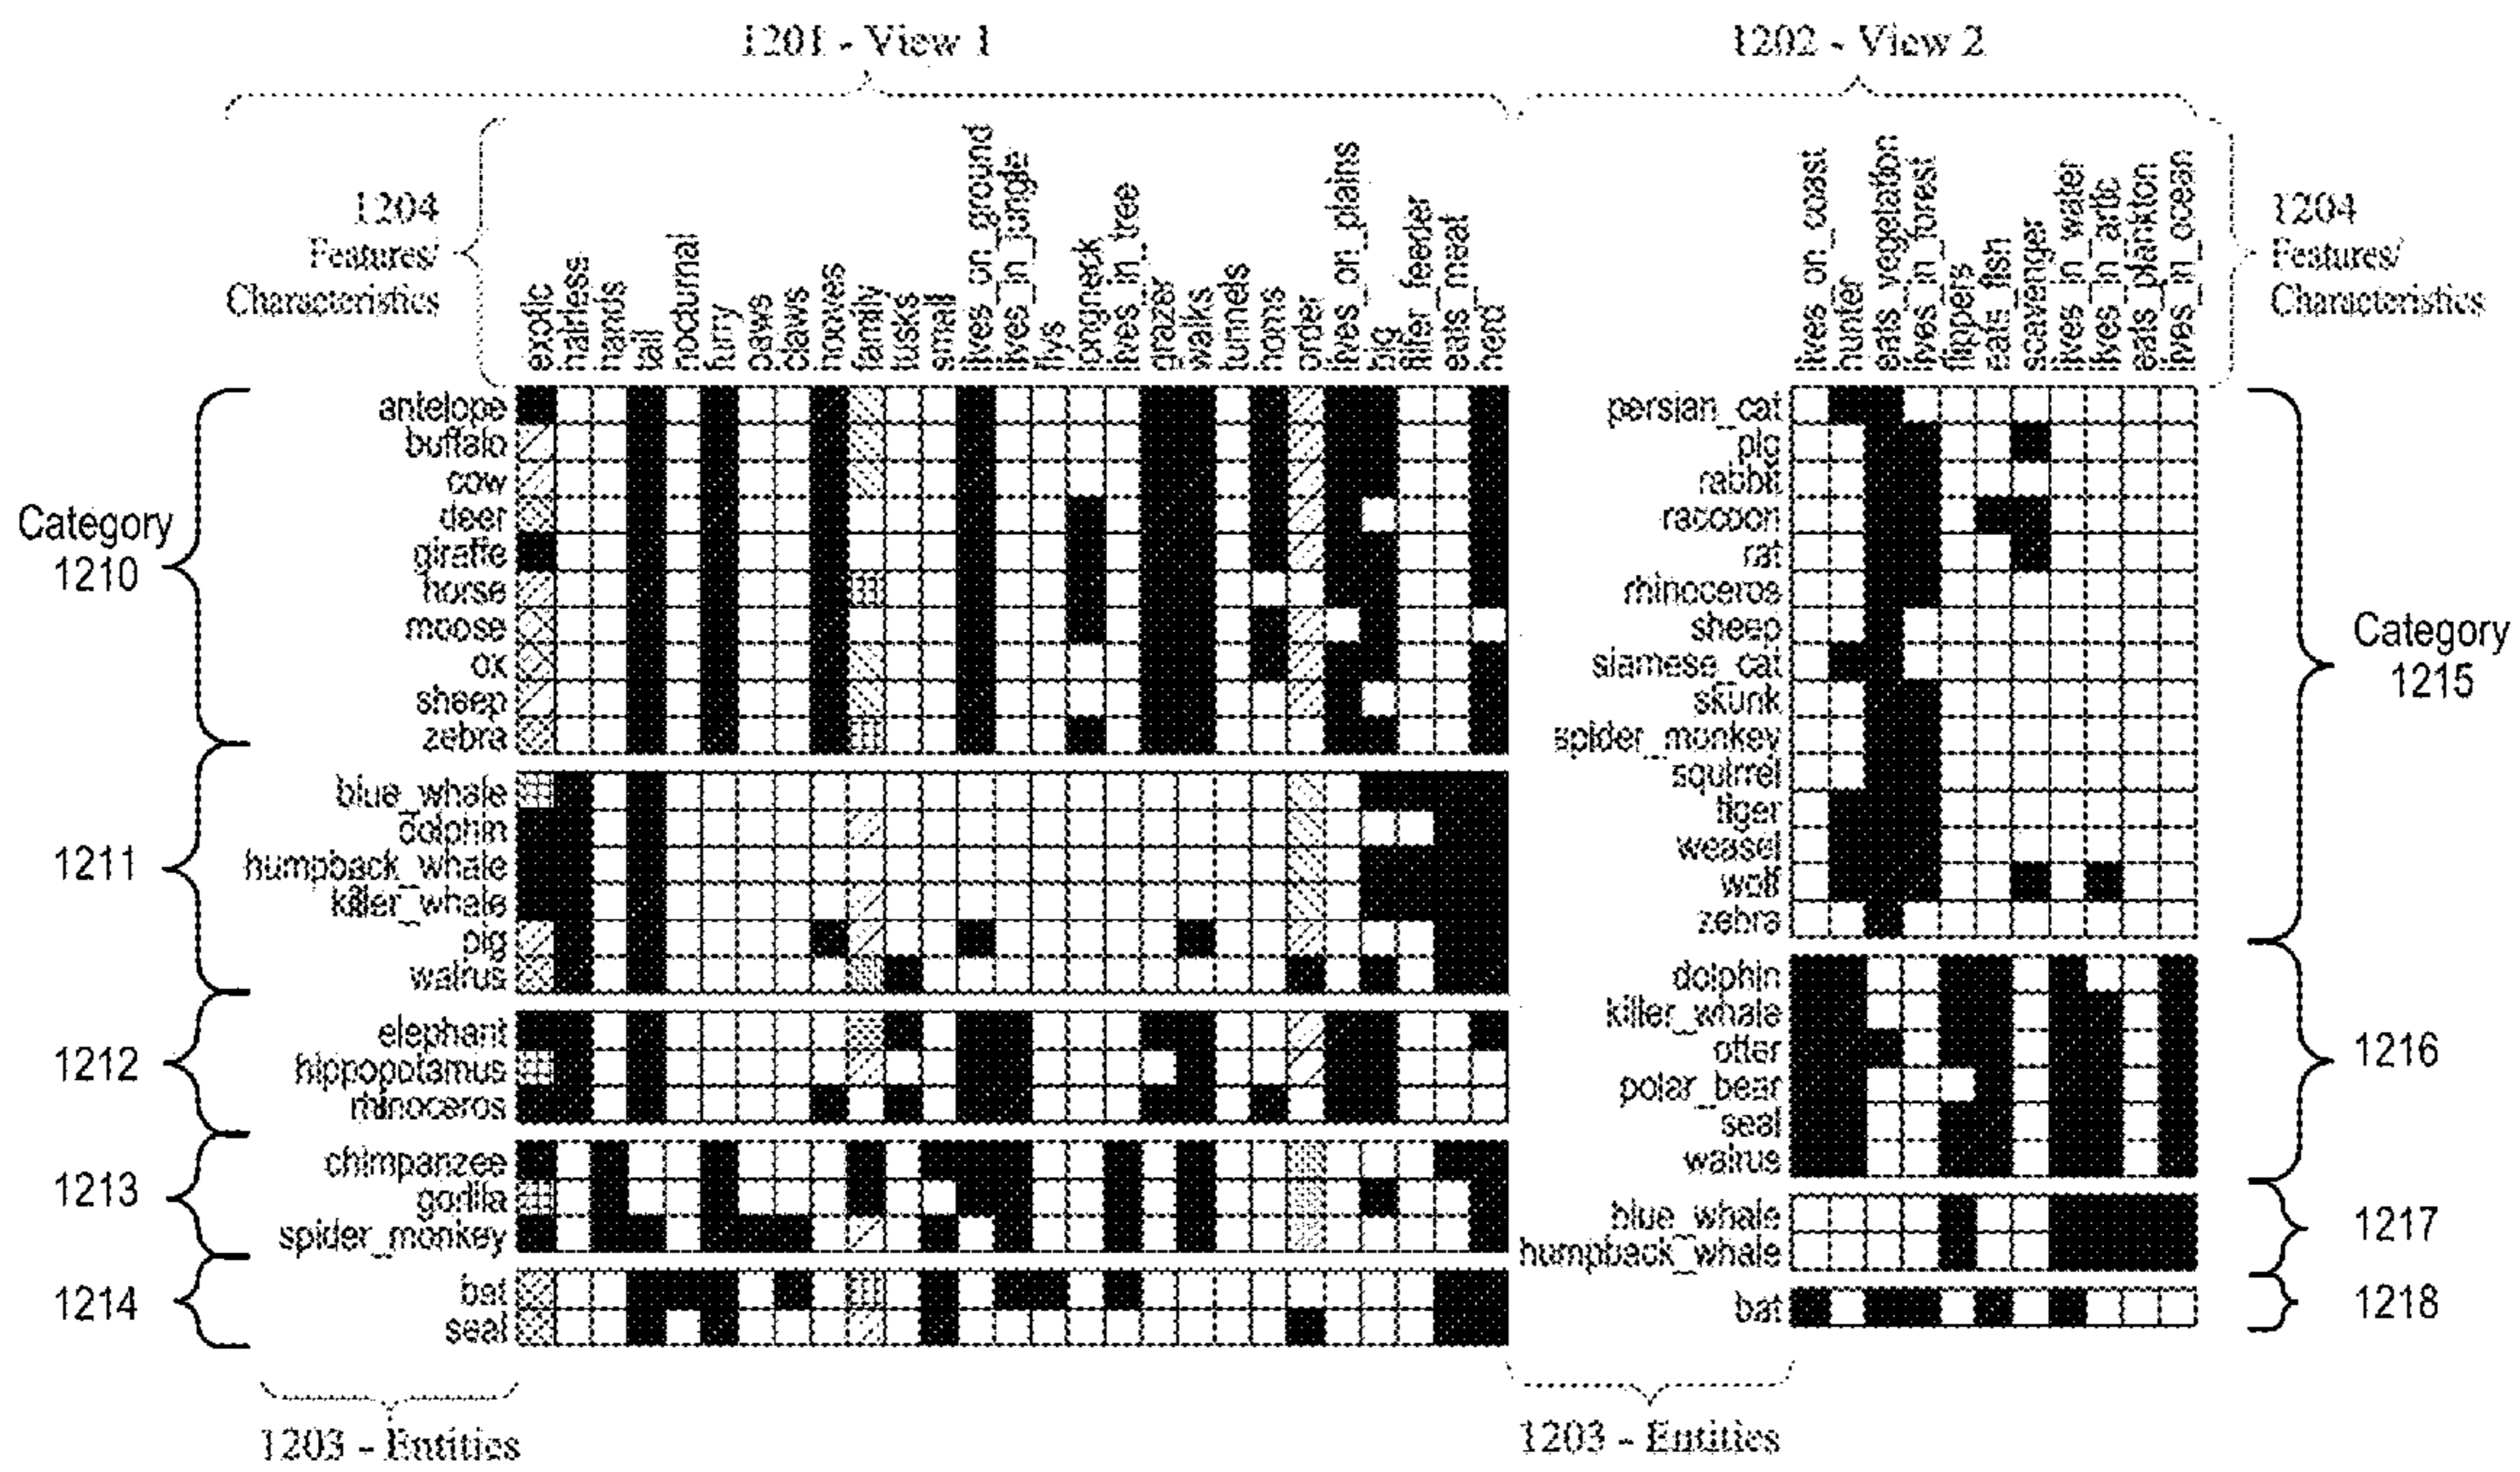 1201 - View 1
1202 - View 2
1204
Features/
Characteristics
exotic
hairless
hands
tail
nocturnal
furry
paws
claws
hooves
family
tusks
small
lives_on_ground
lives_in_jungle
flys
longneck
lives_in_tree
grazer
walks
tunnels
horns
order
lives_on_plains
big
filter_feeder
eats_meat
herd
lives_on_coast
hunter
eats_vegetation
lives_in_forest
flippers
eats_fish
scavenger
lives_in_water
lives_in_artic
eats_plankton
lives_in_ocean
1204
Features/
Characteristics
Category
1210
antelope
buffalo
cow
deer
giraffe
horse
moose
ox
sheep
zebra
1211
blue_whale
dolphin
humpback_whale
killer_whale
pig
walrus
1212
elephant
hippopotamus
rhinoceros
1213
chimpanzee
gorilla
spider_monkey
1214
bat
seal
persian_cat
pig
rabbit
raccoon
rat
rhinoceros
sheep
siamese_cat
skunk
spider_monkey
squirrel
tiger
weasel
wolf
zebra
Category
1215
dolphin
killer_whale
otter
polar_bear
seal
walrus
1216
blue_whale
humpback_whale
1217
bat
1218
1203 - Entities
1203 - Entities